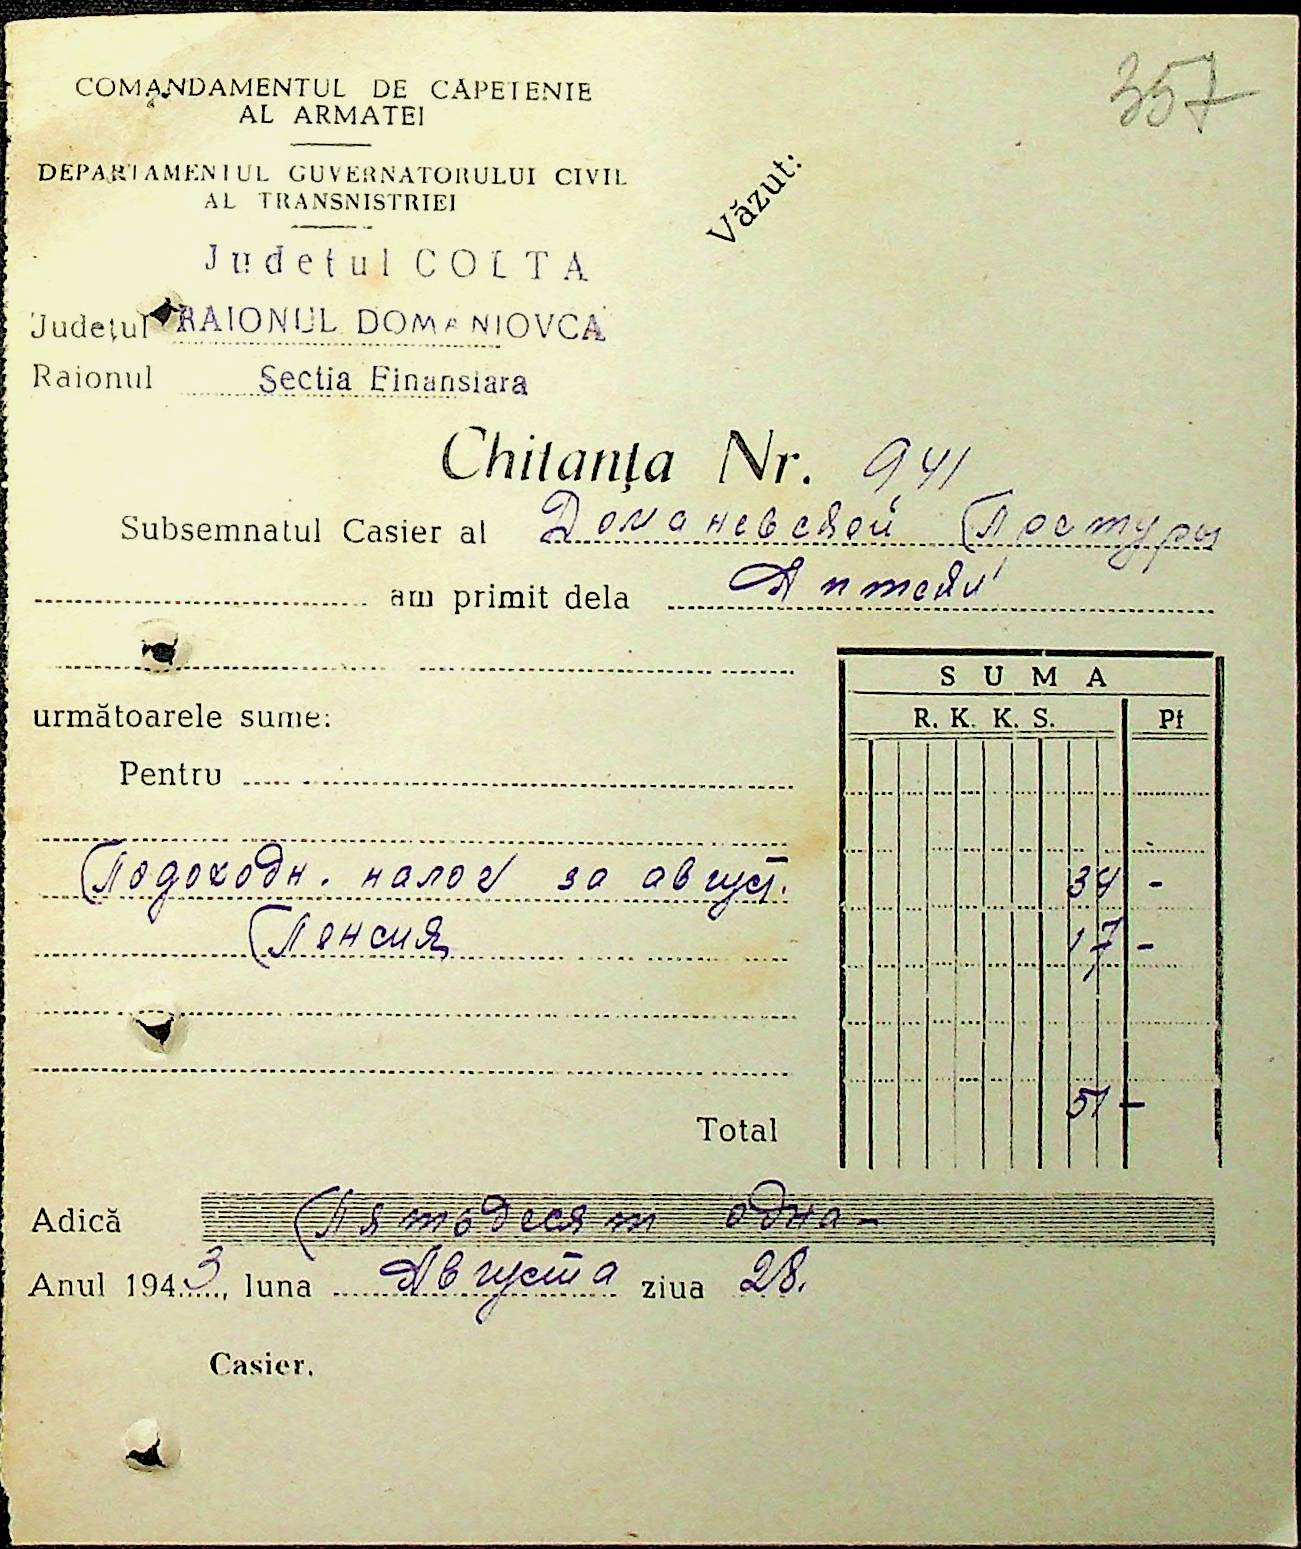 357
COMANDAMENTUL DE CAPETENIE
AL ARMATEI
DEPARTAMENTUL GUVERNATORULUI CIVIL
AL TRANSNISTRIEI
Văzut:
Judetul COLTA
Județul RAIONUL DOMANIOVCA
Raionul Sectia Finansiara
Chitanța Nr. 941
Subsemnatul Casier al Доманевской Претуры
am primit dela Аптеки
următoarele sume:
SUMA
R. K. K. S. Pf
Pentru
Подоходн. налог за август. 34 -
Пенсия 17 -
51 -
Total
Adică Пятьдесят одна -
Anul 1943, luna Августа ziua 28.
Casier,